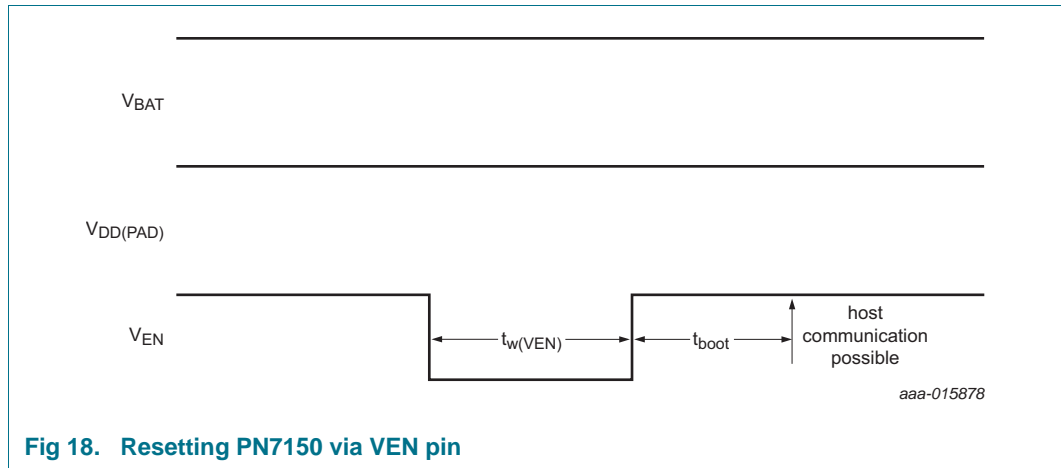 VBAT
VDD(PAD)
VEN
tw(VEN)
tboot
host
communication
possible
aaa-015878
Fig 18. Resetting PN7150 via VEN pin